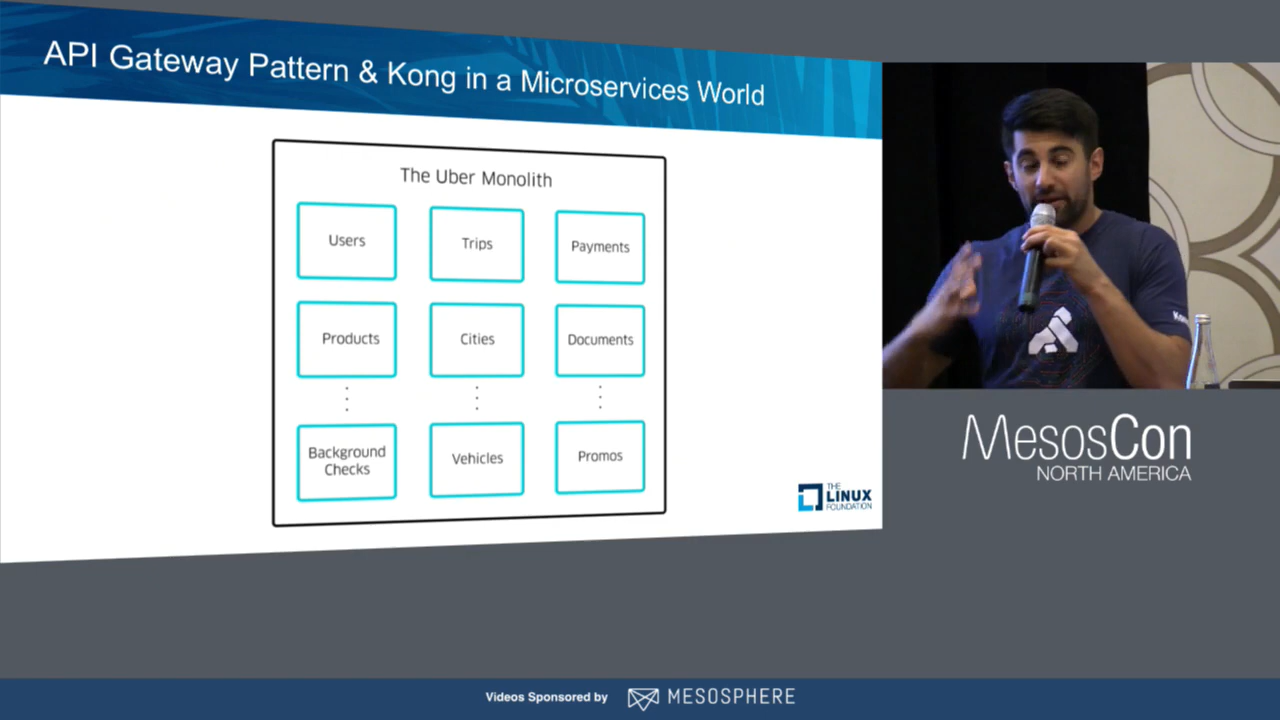 API Gateway Pattern & Kong in a Microservices World
The Uber Monolith
Users
Trips
Payments
Products
Cities
Documents
Background
Checks
Vehicles
Promos
THE
LINUX
FOUNDATION
MesosCon
NORTH AMERICA
Videos Sponsored by
MESOSPHERE